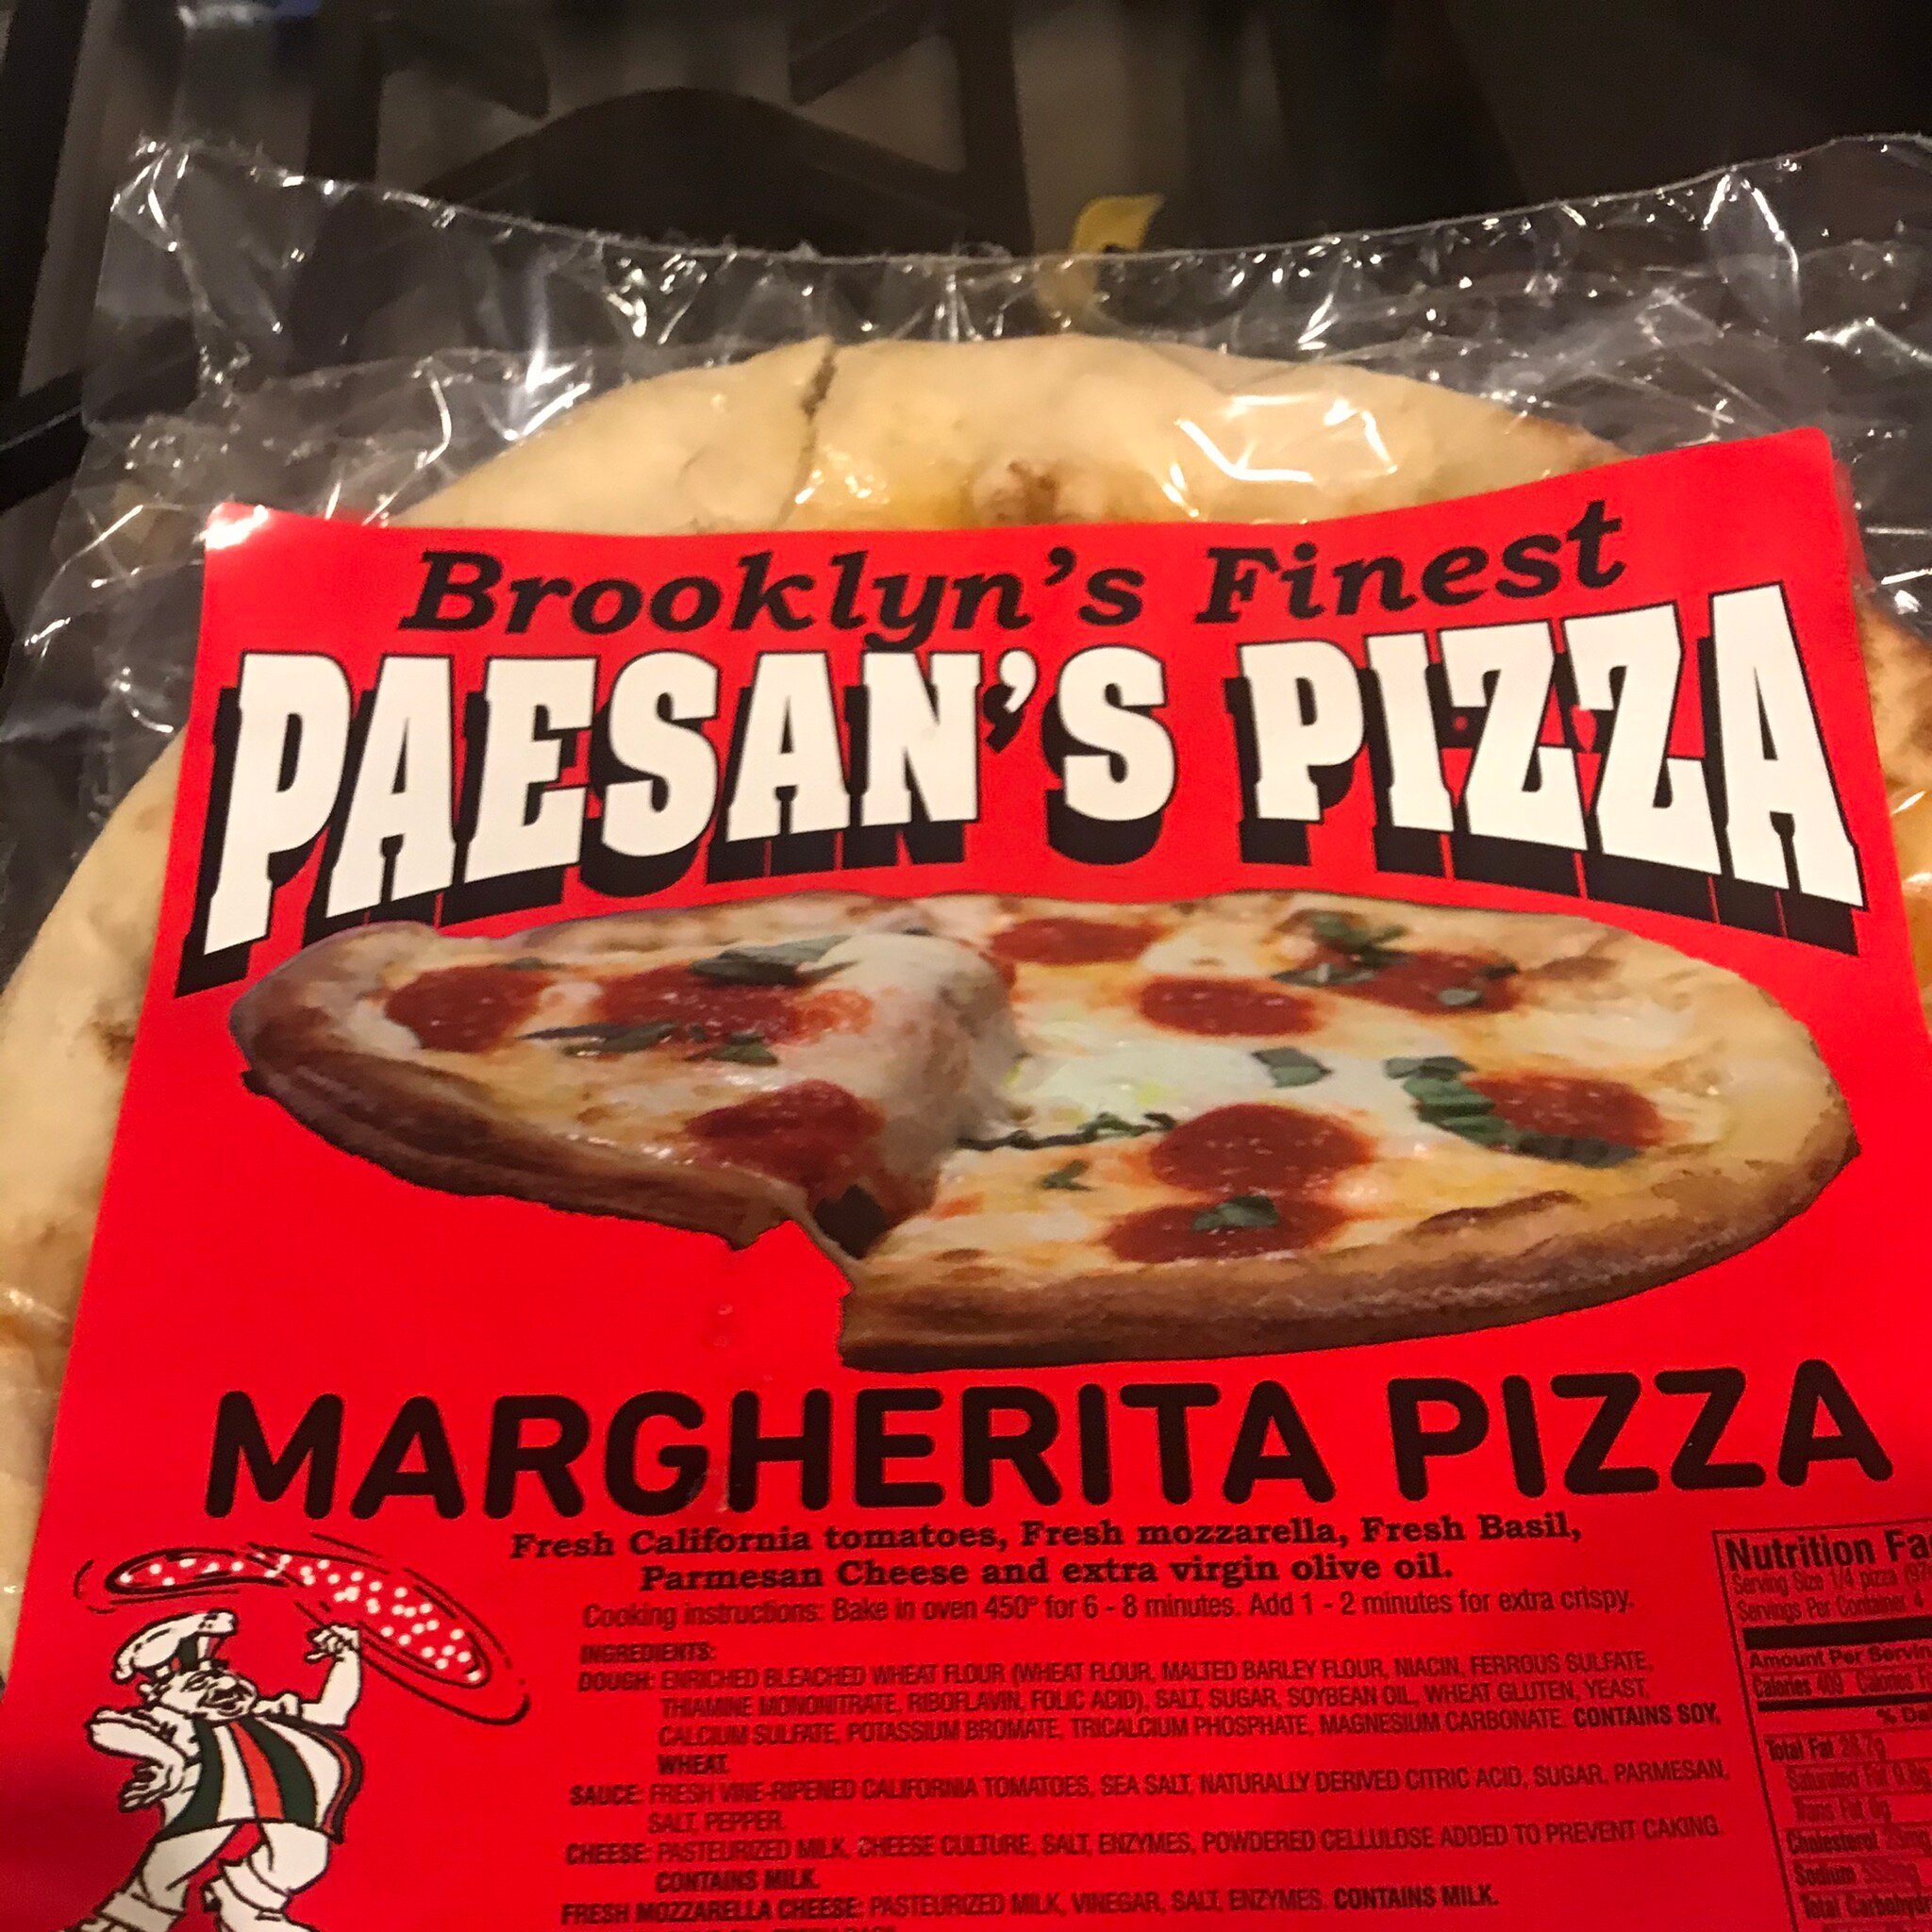 Brooklyn's Finest
PAESAN'S PIZZA
MARGHERITA PIZZA
Fresh California tomatoes, Fresh mozzarella, Fresh Basil,
Parmesan Cheese and extra virgin olive oil.
Cooking instructions: Bake in oven 450° for 6 - 8 minutes. Add 1 - 2 minutes for extra crispy.
INGREDIENTS:
DOUGH: ENRICHED BLEACHED WHEAT FLOUR (WHEAT FLOUR, MALTED BARLEY FLOUR, NIACIN, FERROUS SULFATE,
THIAMINE MONONITRATE, RIBOFLAVIN, FOLIC ACID), SALT, SUGAR, SOYBEAN OIL, WHEAT GLUTEN, YEAST,
CALCIUM SULFATE, POTASSIUM BROMATE, TRICALCIUM PHOSPHATE, MAGNESIUM CARBONATE. CONTAINS SOY,
WHEAT.
SAUCE: FRESH VINE-RIPENED CALIFORNIA TOMATOES, SEA SALT, NATURALLY DERIVED CITRIC ACID, SUGAR, PARMESAN,
SALT, PEPPER.
CHEESE: PASTEURIZED MILK, CHEESE CULTURE, SALT, ENZYMES, POWDERED CELLULOSE ADDED TO PREVENT CAKING.
CONTAINS MILK.
FRESH MOZZARELLA CHEESE: PASTEURIZED MILK, VINEGAR, SALT, ENZYMES. CONTAINS MILK.
Nutrition Fa
Serving Size 1/4 pizza
Servings Per Container 4
Amount Per Servin
Calories 409 Calories
% Da
Total Fat
Saturated Fat
Trans Fat 0g
Cholesterol
Sodium
Total Carbohyd